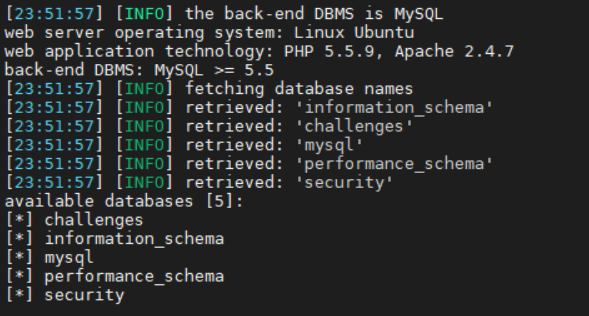 [23:51:57] [INFO] the back-end DBMS is MySQL
web server operating system: Linux Ubuntu
web application technology: PHP 5.5.9, Apache 2.4.7
back-end DBMS: MySQL >= 5.5
[23:51:57] [INFO] fetching database names
[23:51:57] [INFO] retrieved: 'information_schema'
[23:51:57] [INFO] retrieved: 'challenges'
[23:51:57] [INFO] retrieved: 'mysql'
[23:51:57] [INFO] retrieved: 'performance_schema'
[23:51:57] [INFO] retrieved: 'security'
available databases [5]:
[*] challenges
[*] information_schema
[*] mysql
[*] performance_schema
[*] security